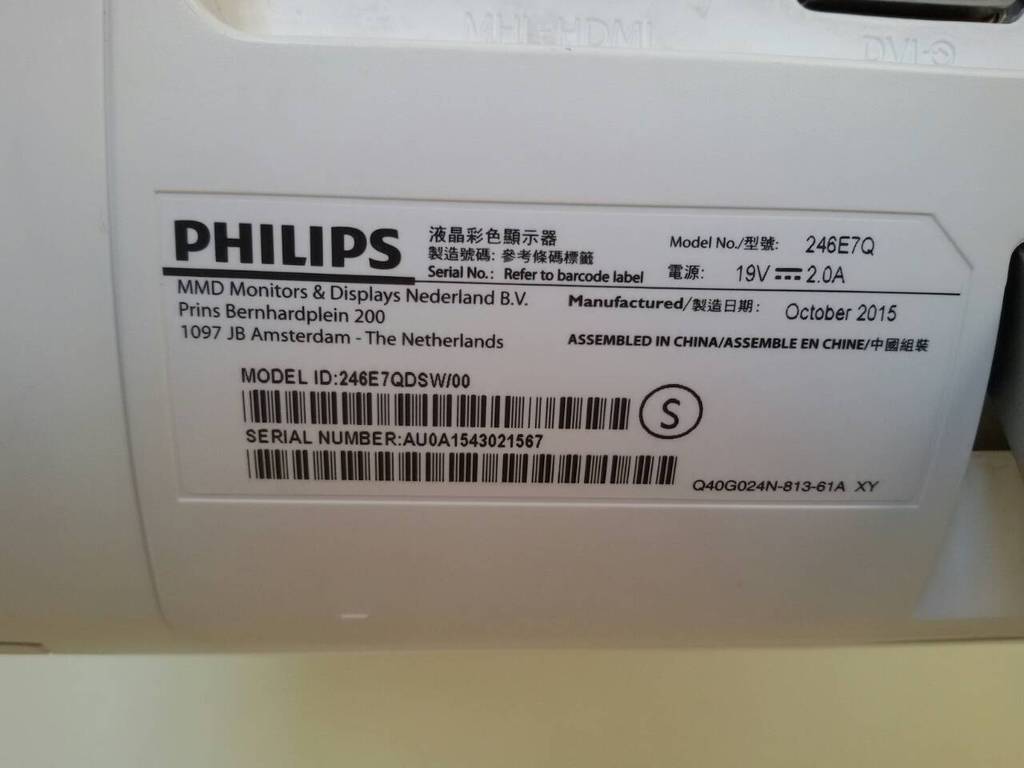 MHL-HDMI
DVI-D
PHILIPS
液晶彩色顯示器
製造號碼: 參考條碼標籤
Serial No.: Refer to barcode label
Model No./型號: 246E7Q
電源: 19V⎓2.0A
MMD Monitors & Displays Nederland B.V.
Prins Bernhardplein 200
1097 JB Amsterdam - The Netherlands
Manufactured/製造日期: October 2015
ASSEMBLED IN CHINA/ASSEMBLE EN CHINE/中國組裝
MODEL ID:246E7QDSW/00
S
SERIAL NUMBER:AU0A1543021567
Q40G024N-813-61A XY